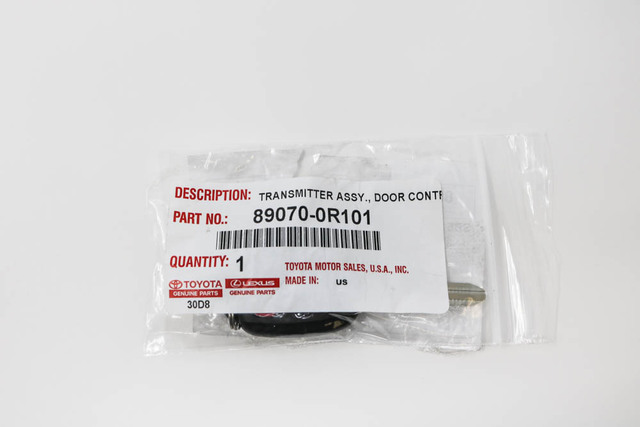 DESCRIPTION: TRANSMITTER ASSY., DOOR CONTR
PART NO.: 89070-0R101
QUANTITY: 1
TOYOTA MOTOR SALES, U.S.A., INC.
MADE IN: US
TOYOTA LEXUS
GENUINE PARTS GENUINE PARTS
30D8